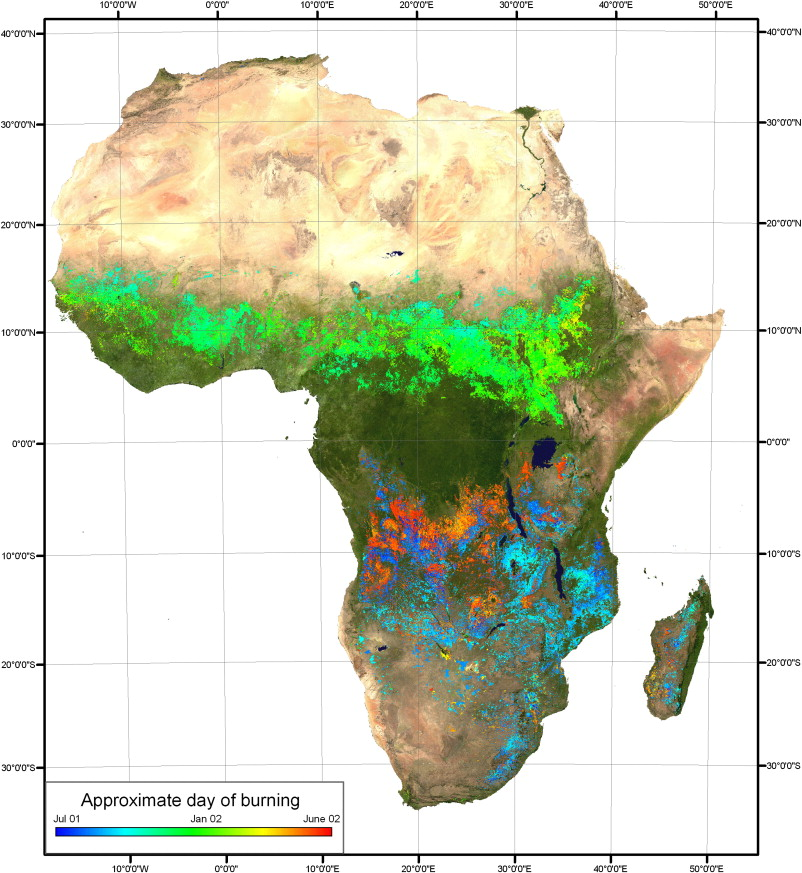 10°0'0"W 0°0'0" 10°0'0"E 20°0'0"E 30°0'0"E 40°0'0"E 50°0'0"E
40°0'0"N 40°0'0"N
30°0'0"N 30°0'0"N
20°0'0"N 20°0'0"N
10°0'0"N 10°0'0"N
0°0'0" 0°0'0"
10°0'0"S 10°0'0"S
20°0'0"S 20°0'0"S
30°0'0"S 30°0'0"S
Approximate day of burning
Jul 01 Jan 02 June 02
10°0'0"W 0°0'0" 10°0'0"E 20°0'0"E 30°0'0"E 40°0'0"E 50°0'0"E